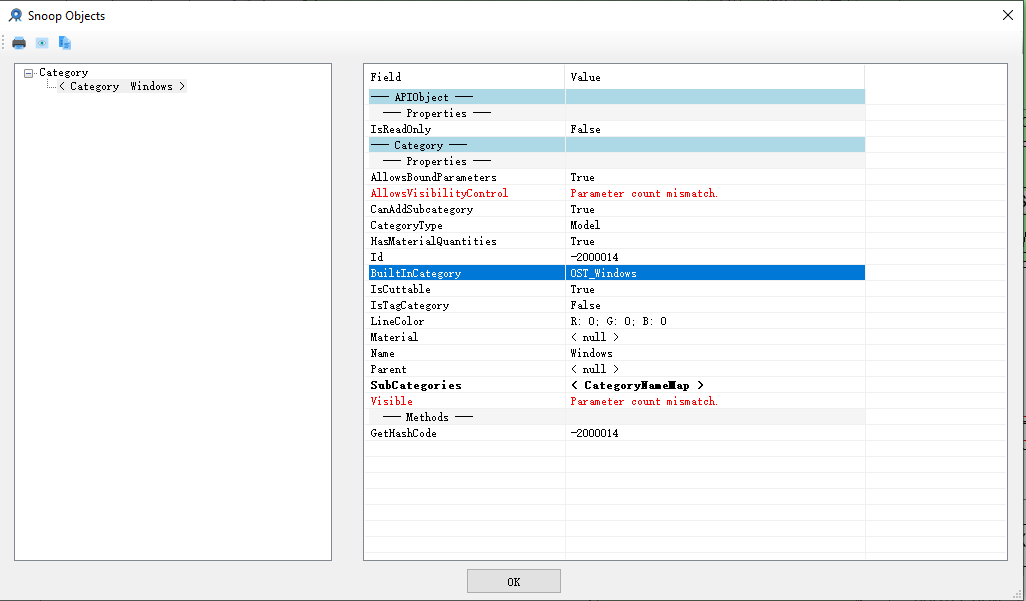 Snoop Objects
Category
< Category  Windows >
Field Value
─── APIObject ───
─── Properties ───
IsReadOnly False
─── Category ───
─── Properties ───
AllowsBoundParameters True
AllowsVisibilityControl Parameter count mismatch.
CanAddSubcategory True
CategoryType Model
HasMaterialQuantities True
Id -2000014
BuiltInCategory OST_Windows
IsCuttable True
IsTagCategory False
LineColor R: 0; G: 0; B: 0
Material < null >
Name Windows
Parent < null >
SubCategories < CategoryNameMap >
Visible Parameter count mismatch.
─── Methods ───
GetHashCode -2000014
OK